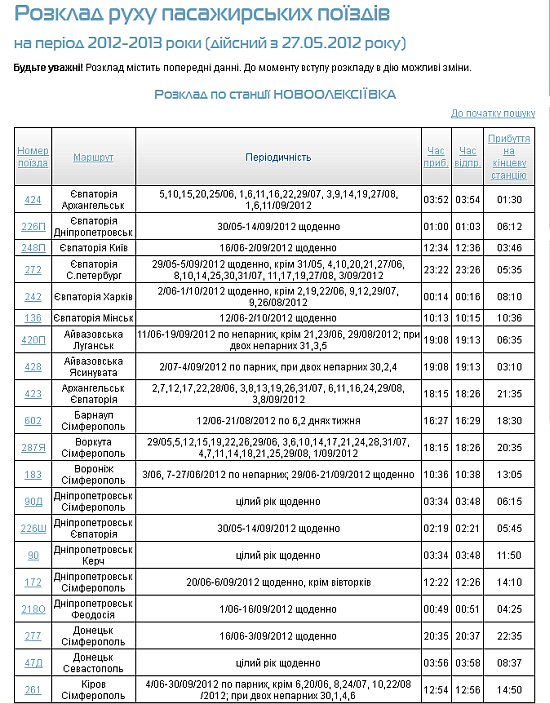 Розклад руху пасажирських поїздів
на період 2012-2013 роки (дійсний з 27.05.2012 року)
Будьте уважні! Розклад містить попередні данні. До моменту вступу розкладу в дію можливі зміни.
Розклад по станції НОВООЛЕКСІЇВКА
До початку пошуку
Номер поїзда Маршрут Періодичність Час приб. Час відпр. Прибуття на кінцеву станцію
424 Євпаторія Архангельськ 5,10,15,20,25/06, 1,6,11,16,22,29/07, 3,9,14,19,27/08, 1,6,11/09/2012 03:52 03:54 01:30
226П Євпаторія Дніпропетровськ 30/05-14/09/2012 щоденно 01:00 01:03 06:12
248П Євпаторія Київ 16/06-2/09/2012 щоденно 12:34 12:36 03:46
272 Євпаторія С.петербург 29/05-5/09/2012 щоденно, крім 31/05, 4,10,20,21,27/06, 8,10,14,25,30,31/07, 11,17,19,27/08, 3/09/2012 23:22 23:26 05:35
242 Євпаторія Харків 2/06-1/10/2012 щоденно, крім 2,19,22/06, 9,12,29/07, 9,26/08/2012 00:14 00:16 08:10
136 Євпаторія Мінськ 12/06-2/10/2012 щоденно 10:13 10:15 10:36
420П Айвазовська Луганськ 11/06-19/09/2012 по непарних, крім 21,23/06, 29/08/2012; при двох непарних 31,3,5 19:08 19:13 06:35
428 Айвазовська Ясинувата 2/07-4/09/2012 по парних, при двох непарних 30,2,4 19:08 19:13 03:10
423 Архангельськ Євпаторія 2,7,12,17,22,28/06, 3,8,13,19,26,31/07, 6,11,16,24,29/08, 3,8/09/2012 18:15 18:26 21:35
602 Барнаул Сімферополь 12/06-21/08/2012 по 6,2 днях тижня 16:27 16:29 18:30
287Я Воркута Сімферополь 29/05,5,12,15,19,22,26,29/06, 3,6,10,14,17,21,24,28,31/07, 4,7,11,14,18,21,25,29/08, 1/09/2012 18:15 18:26 20:35
183 Вороніж Сімферополь 3/06, 7-27/06/2012 по непарних; 29/06-21/09/2012 щоденно 10:36 10:38 13:05
90Д Дніпропетровськ Сімферополь цілий рік щоденно 03:34 03:48 06:15
226Ш Дніпропетровськ Євпаторія 30/05-14/09/2012 щоденно 02:19 02:21 05:45
90 Дніпропетровськ Керч цілий рік щоденно 03:34 03:48 11:50
172 Дніпропетровськ Сімферополь 20/06-6/09/2012 щоденно, крім вівторків 12:22 12:26 14:10
218О Дніпропетровськ Феодосія 1/06-16/09/2012 щоденно 00:49 00:51 04:25
277 Донецьк Сімферополь 16/06-3/09/2012 щоденно 20:35 20:37 22:35
47Д Донецьк Севастополь цілий рік щоденно 03:56 03:58 08:37
261 Кіров Сімферополь 4/06-30/09/2012 по парних, крім 6,20/06, 8,24/07, 10,22/08 /2012; при двох непарних 30,1,4,6 12:54 12:56 14:50